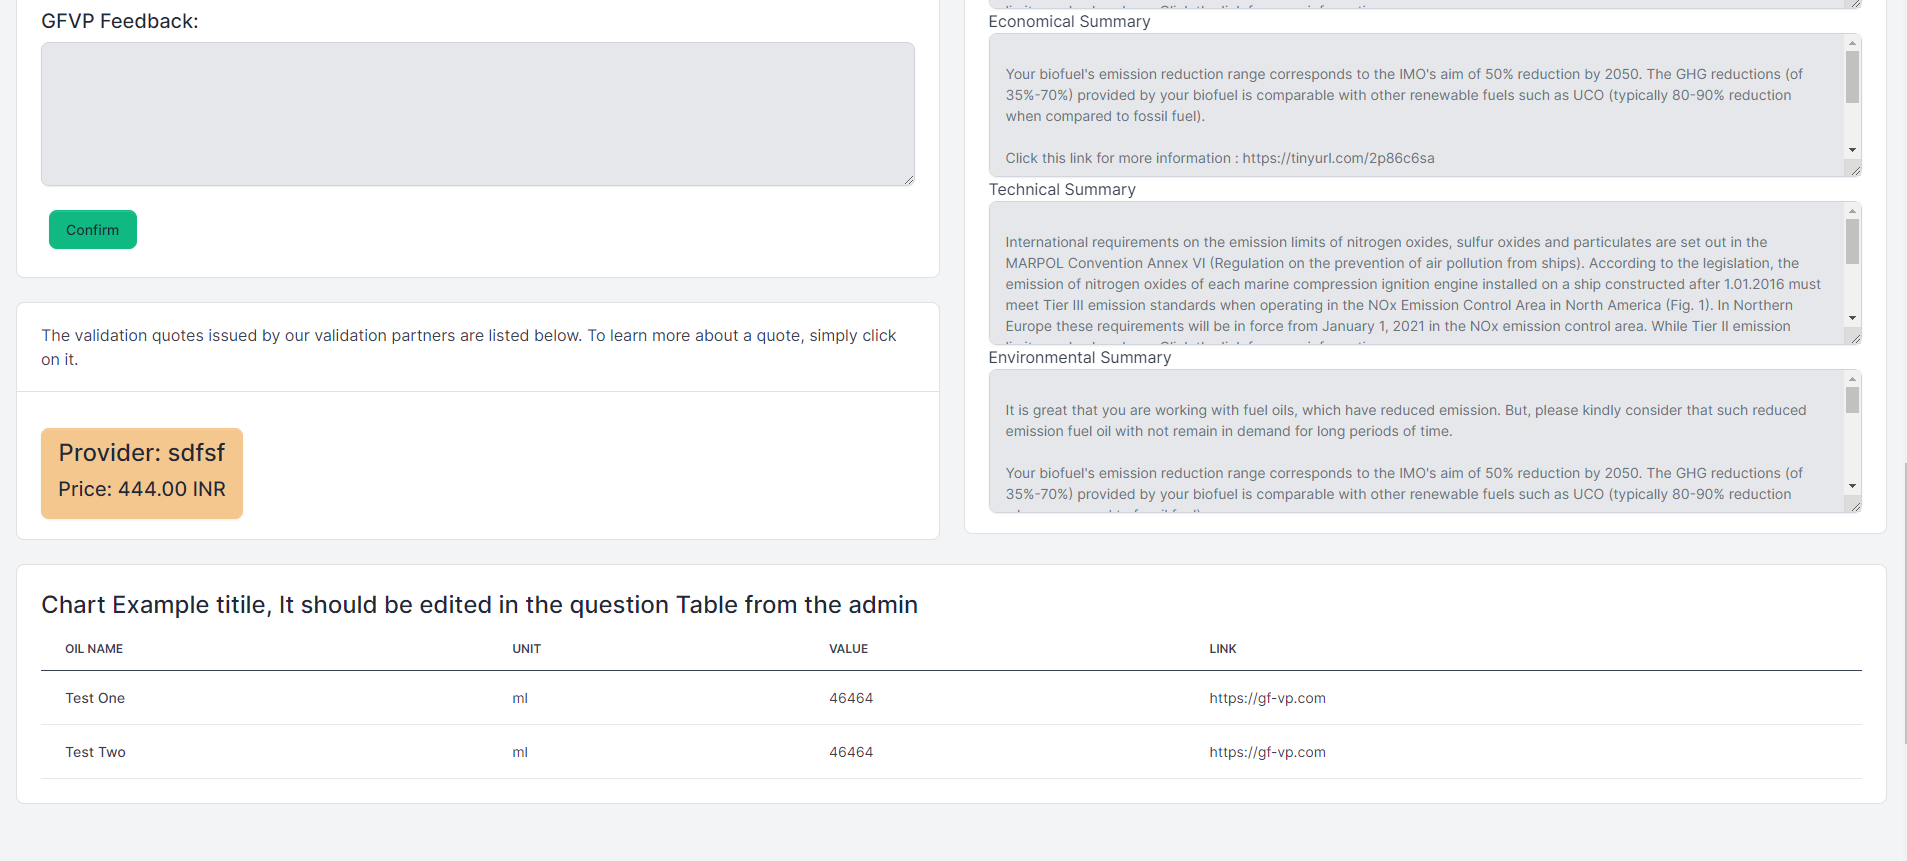 GFVP Feedback:
Confirm
The validation quotes issued by our validation partners are listed below. To learn more about a quote, simply click
on it.
Provider: sdfsf
Price: 444.00 INR
Economical Summary
Your biofuel's emission reduction range corresponds to the IMO's aim of 50% reduction by 2050. The GHG reductions (of
35%-70%) provided by your biofuel is comparable with other renewable fuels such as UCO (typically 80-90% reduction
when compared to fossil fuel).
Click this link for more information : https://tinyurl.com/2p86c6sa
Technical Summary
International requirements on the emission limits of nitrogen oxides, sulfur oxides and particulates are set out in the
MARPOL Convention Annex VI (Regulation on the prevention of air pollution from ships). According to the legislation, the
emission of nitrogen oxides of each marine compression ignition engine installed on a ship constructed after 1.01.2016 must
meet Tier III emission standards when operating in the NOx Emission Control Area in North America (Fig. 1). In Northern
Europe these requirements will be in force from January 1, 2021 in the NOx emission control area. While Tier II emission
Environmental Summary
It is great that you are working with fuel oils, which have reduced emission. But, please kindly consider that such reduced
emission fuel oil with not remain in demand for long periods of time.
Your biofuel's emission reduction range corresponds to the IMO's aim of 50% reduction by 2050. The GHG reductions (of
35%-70%) provided by your biofuel is comparable with other renewable fuels such as UCO (typically 80-90% reduction
Chart Example titile, It should be edited in the question Table from the admin
OIL NAME UNIT VALUE LINK
Test One ml 46464 https://gf-vp.com
Test Two ml 46464 https://gf-vp.com